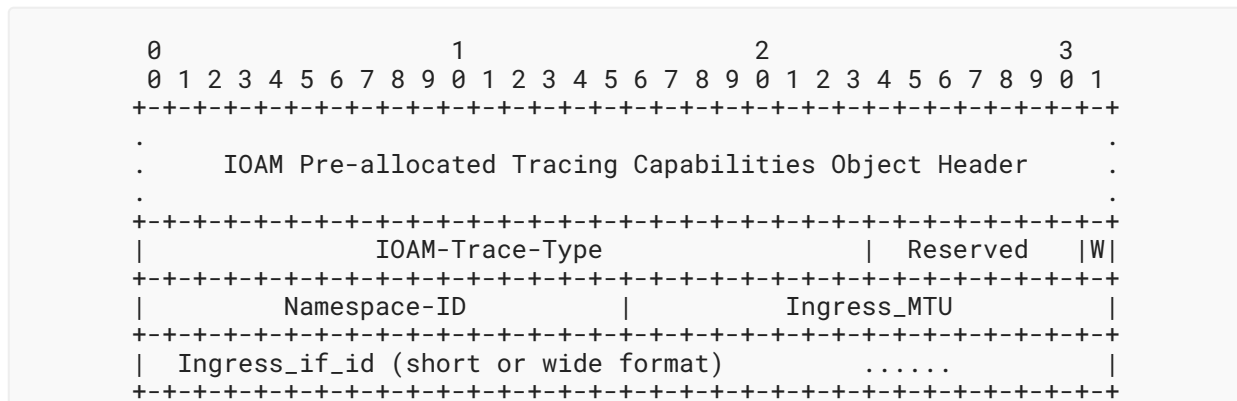 0                   1                   2                   3
 0 1 2 3 4 5 6 7 8 9 0 1 2 3 4 5 6 7 8 9 0 1 2 3 4 5 6 7 8 9 0 1
+-+-+-+-+-+-+-+-+-+-+-+-+-+-+-+-+-+-+-+-+-+-+-+-+-+-+-+-+-+-+-+-+
.                                                               .
.     IOAM Pre-allocated Tracing Capabilities Object Header     .
.                                                               .
+-+-+-+-+-+-+-+-+-+-+-+-+-+-+-+-+-+-+-+-+-+-+-+-+-+-+-+-+-+-+-+-+
|               IOAM-Trace-Type                 |  Reserved   |W|
+-+-+-+-+-+-+-+-+-+-+-+-+-+-+-+-+-+-+-+-+-+-+-+-+-+-+-+-+-+-+-+-+
|         Namespace-ID          |          Ingress_MTU          |
+-+-+-+-+-+-+-+-+-+-+-+-+-+-+-+-+-+-+-+-+-+-+-+-+-+-+-+-+-+-+-+-+
|  Ingress_if_id (short or wide format)         ......          |
+-+-+-+-+-+-+-+-+-+-+-+-+-+-+-+-+-+-+-+-+-+-+-+-+-+-+-+-+-+-+-+-+